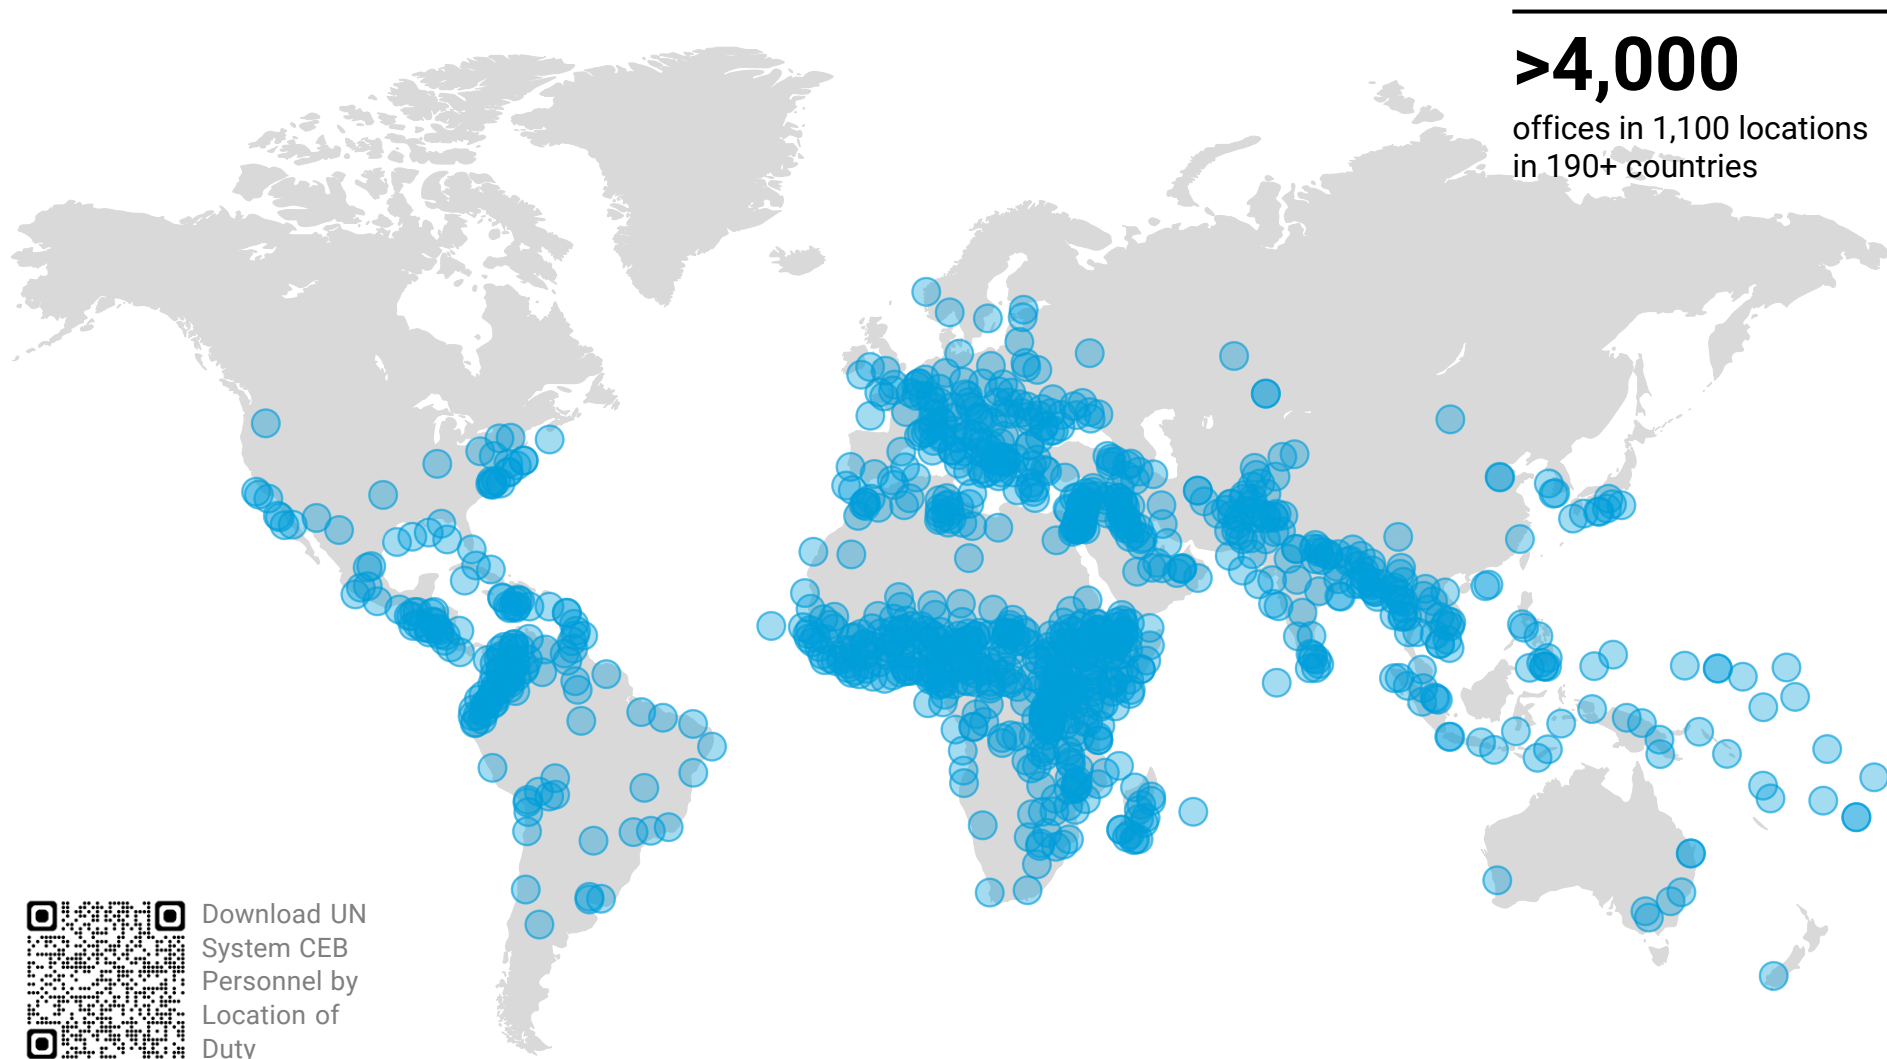 >4,000
offices in 1,100 locations
in 190+ countries
Download UN
System CEB
Personnel by
Location of
Duty